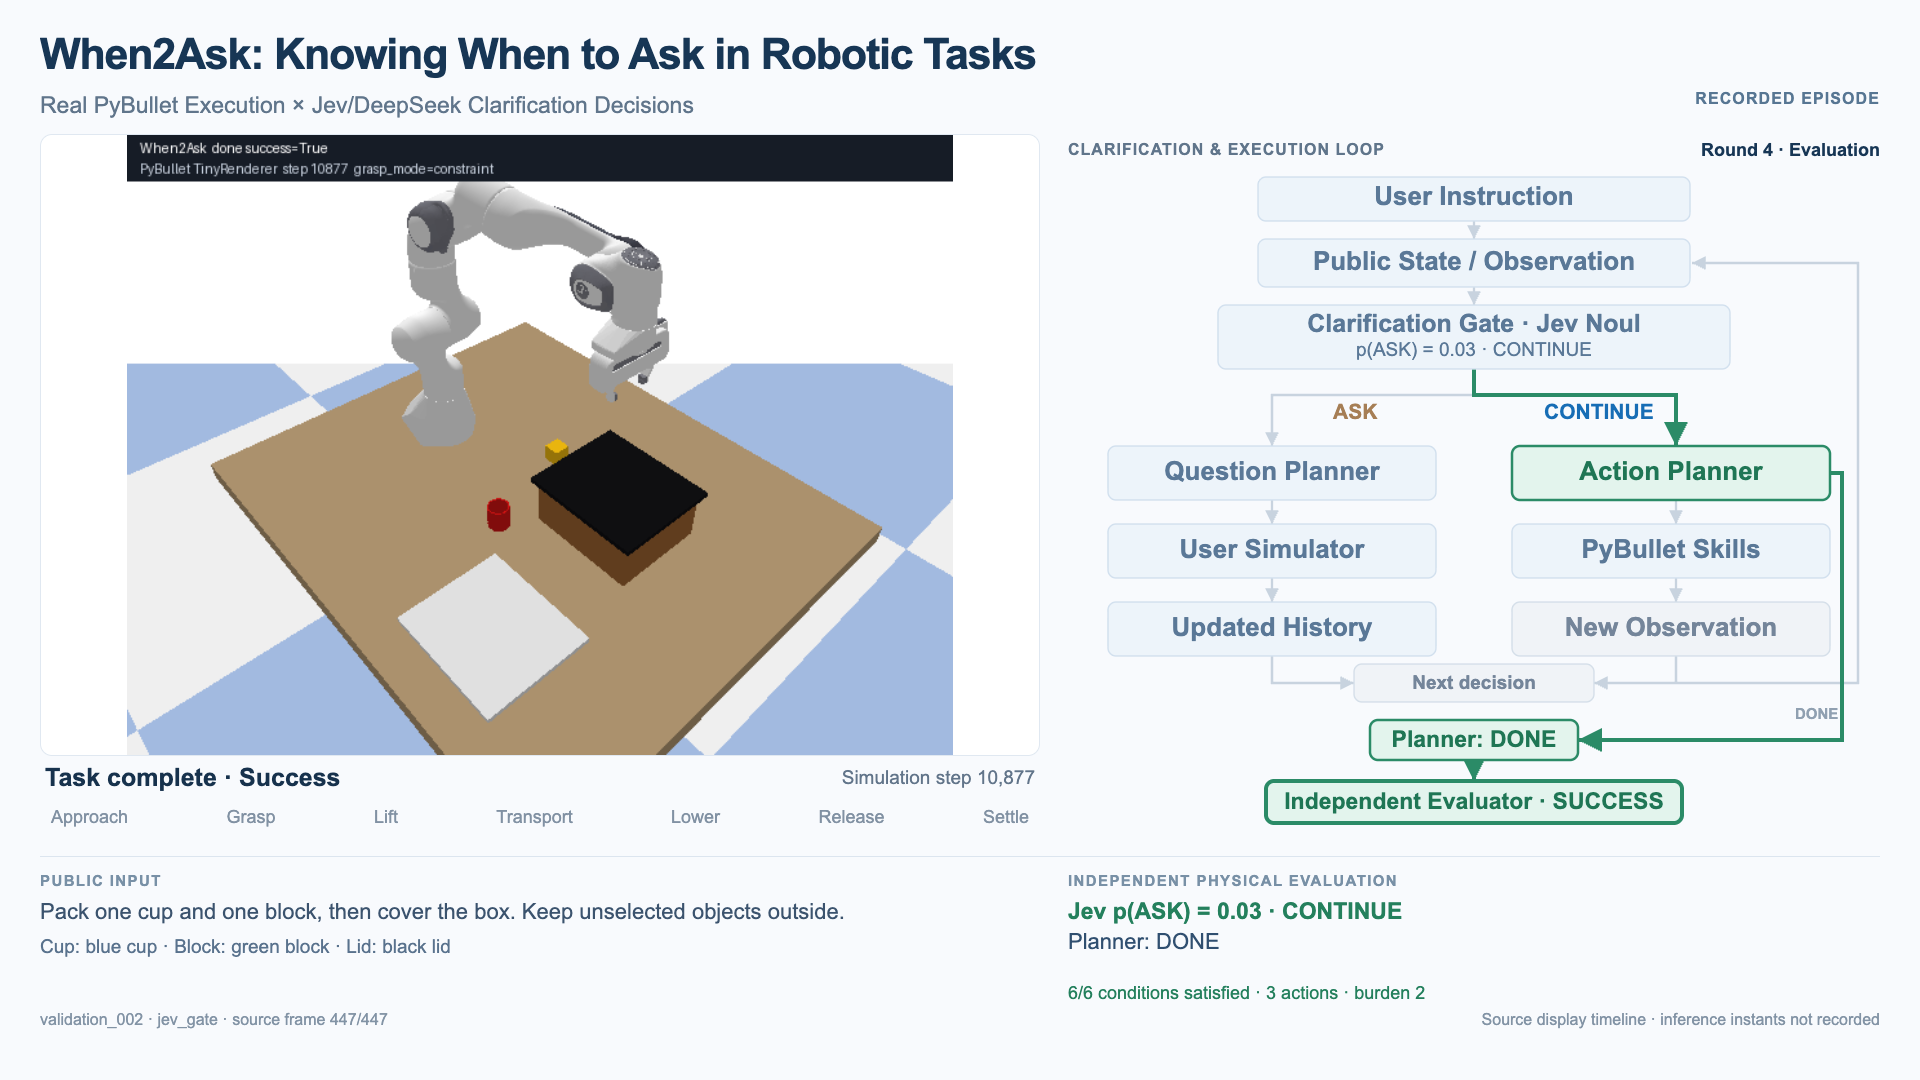 When2Ask: Knowing When to Ask in Robotic Tasks
Real PyBullet Execution × Jev/DeepSeek Clarification Decisions
RECORDED EPISODE
When2Ask done success=True
PyBullet TinyRenderer step 10877 grasp_mode=constraint
Task complete · Success
Simulation step 10,877
Approach Grasp Lift Transport Lower Release Settle
CLARIFICATION & EXECUTION LOOP
Round 4 · Evaluation
User Instruction
Public State / Observation
Clarification Gate · Jev Noul
p(ASK) = 0.03 · CONTINUE
ASK
CONTINUE
Question Planner
Action Planner
User Simulator
PyBullet Skills
Updated History
New Observation
Next decision
DONE
Planner: DONE
Independent Evaluator · SUCCESS
PUBLIC INPUT
Pack one cup and one block, then cover the box. Keep unselected objects outside.
Cup: blue cup · Block: green block · Lid: black lid
INDEPENDENT PHYSICAL EVALUATION
Jev p(ASK) = 0.03 · CONTINUE
Planner: DONE
6/6 conditions satisfied · 3 actions · burden 2
validation_002 · jev_gate · source frame 447/447
Source display timeline · inference instants not recorded